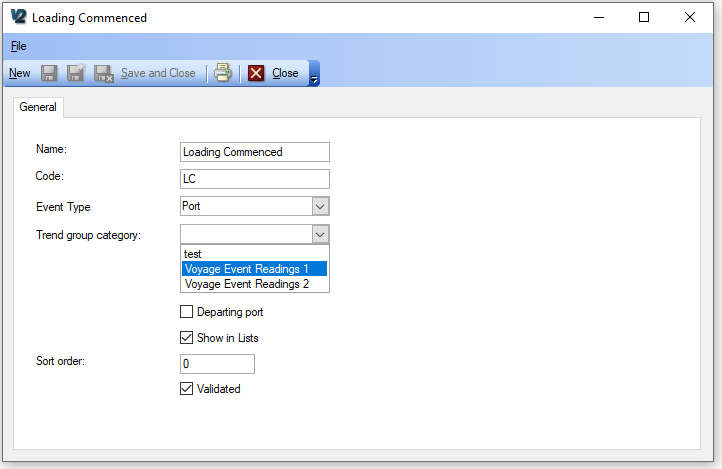 V2 Loading Commenced
File
New Save and Close Close
General
Name: Loading Commenced
Code: LC
Event Type Port
Trend group category:
test
Voyage Event Readings 1
Voyage Event Readings 2
Departing port
Show in Lists
Sort order: 0
Validated